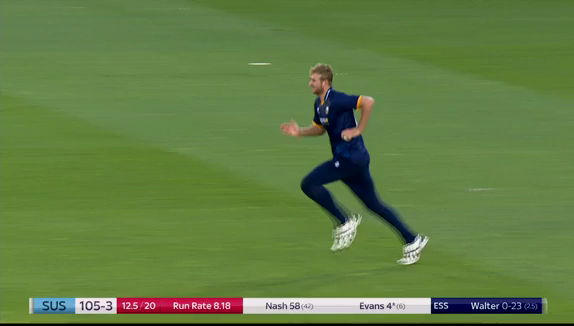 SUS 105-3 12.5/20 Run Rate 8.18 Nash 58 (42) Evans 4* (6) ESS Walter 0-23 (2.5)